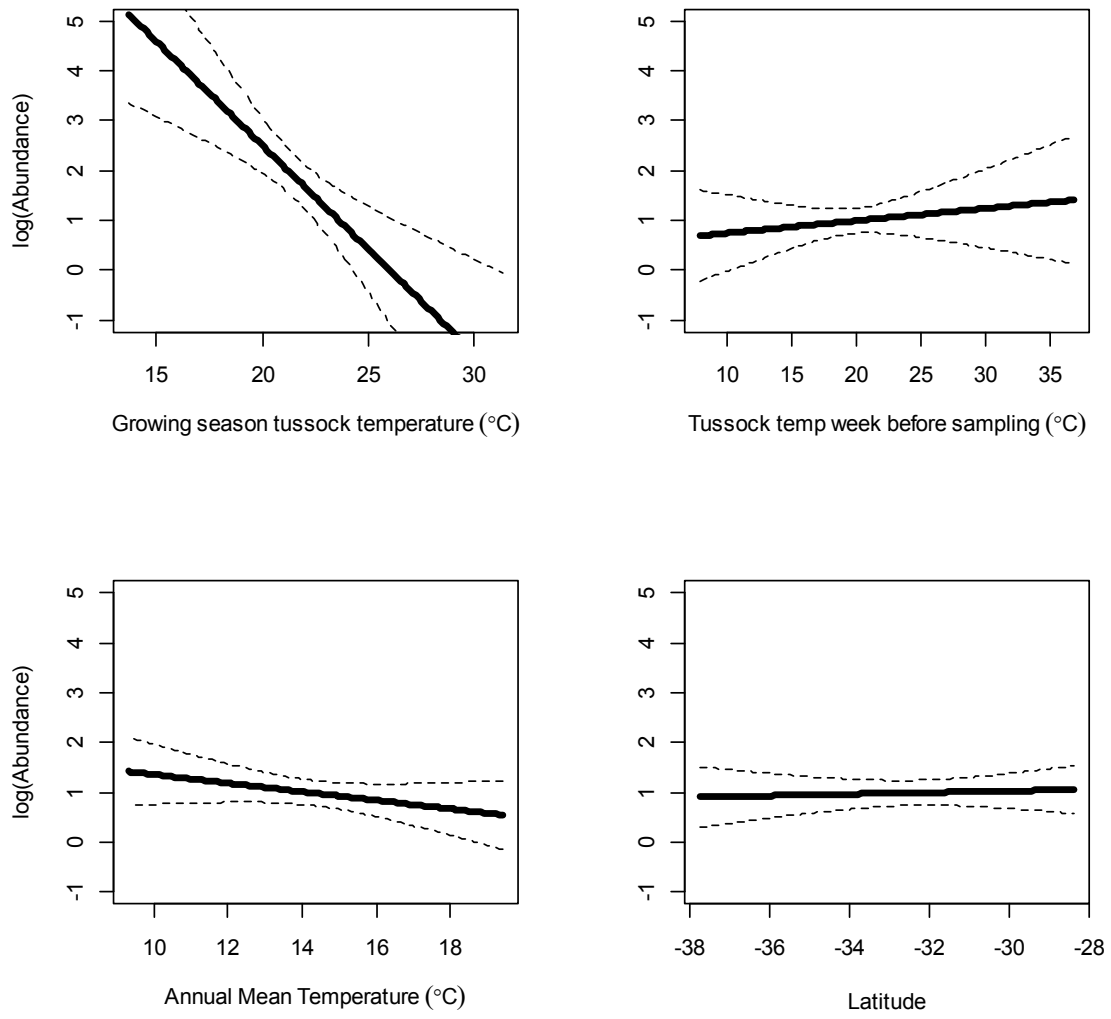 log(Abundance)
5
4
3
2
1
0
-1
15 20 25 30
Growing season tussock temperature (°C)
5
4
3
2
1
0
-1
10 15 20 25 30 35
Tussock temp week before sampling (°C)
log(Abundance)
5
4
3
2
1
0
-1
10 12 14 16 18
Annual Mean Temperature (°C)
5
4
3
2
1
0
-1
-38 -36 -34 -32 -30 -28
Latitude